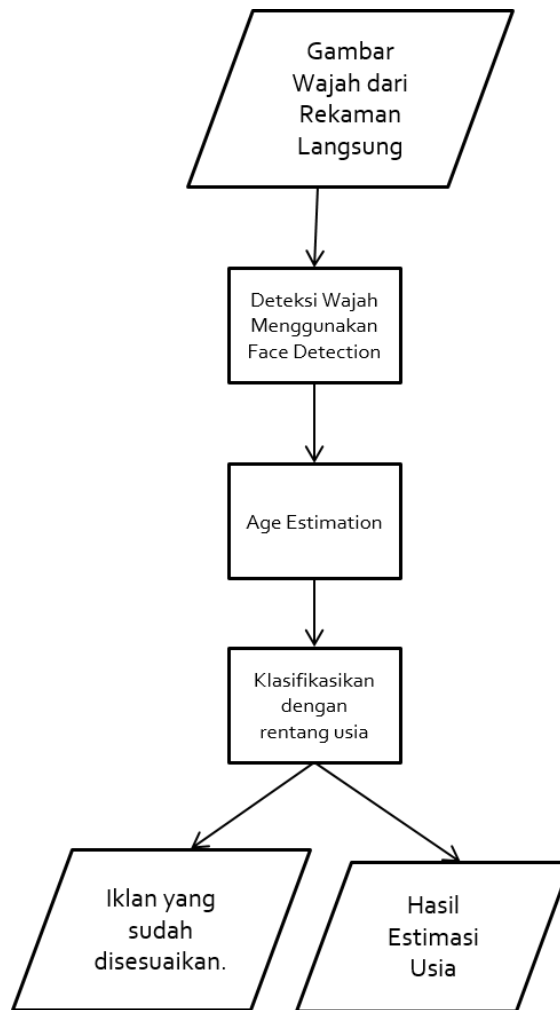 Gambar
Wajah dari
Rekaman
Langsung
Deteksi Wajah
Menggunakan
Face Detection
Age Estimation
Klasifikasikan
dengan
rentang usia
Iklan yang
sudah
disesuaikan.
Hasil
Estimasi
Usia